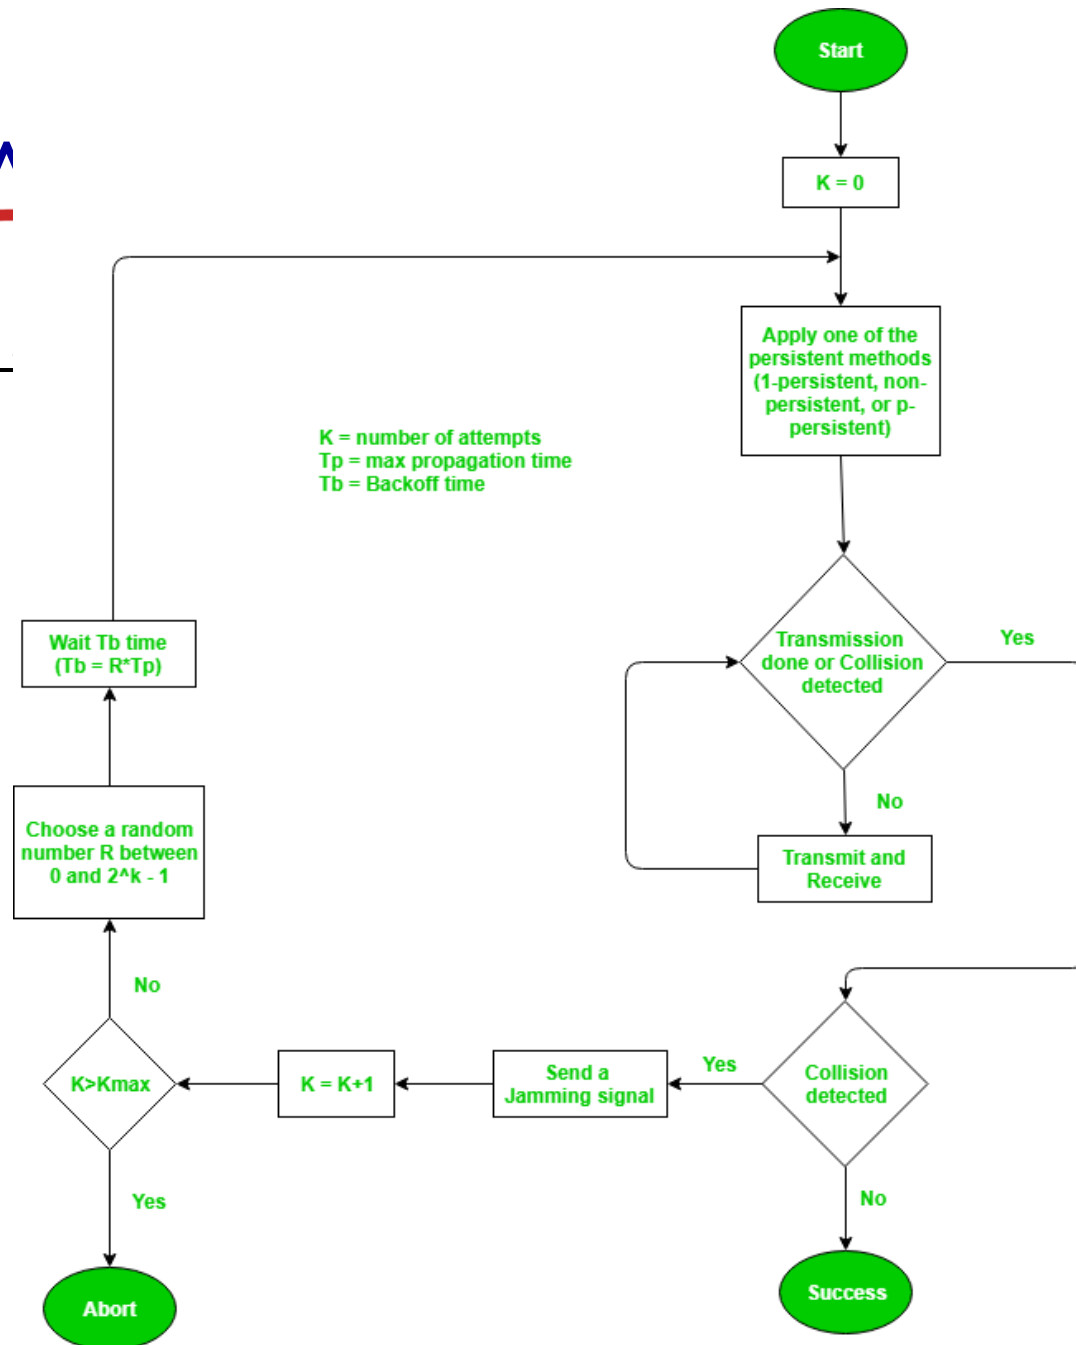 Start
K = 0
Apply one of the
persistent methods
(1-persistent, non-
persistent, or p-
persistent)
K = number of attempts
Tp = max propagation time
Tb = Backoff time
Transmission
done or Collision
detected
Yes
No
Transmit and
Receive
Wait Tb time
(Tb = R*Tp)
Choose a random
number R between
0 and 2^k - 1
No
K>Kmax
K = K+1
Send a
Jamming signal
Yes
Collision
detected
Yes
No
Abort
Success